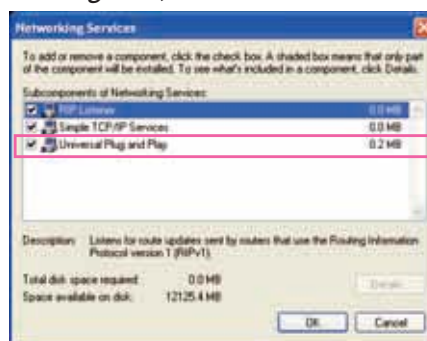 Networking Services
To add or remove a component, click the check box. A shaded box means that only part
of the component will be installed. To see what's included in a component, click Details.
Subcomponents of Networking Services:
RIP Listener 0.0 MB
Simple TCP/IP Services 0.0 MB
Universal Plug and Play 0.2 MB
Description: Listens for route updates sent by routers that use the Routing Information
Protocol version 1 (RIPv1).
Total disk space required: 0.0 MB
Space available on disk: 12125.4 MB
Details...
OK
Cancel